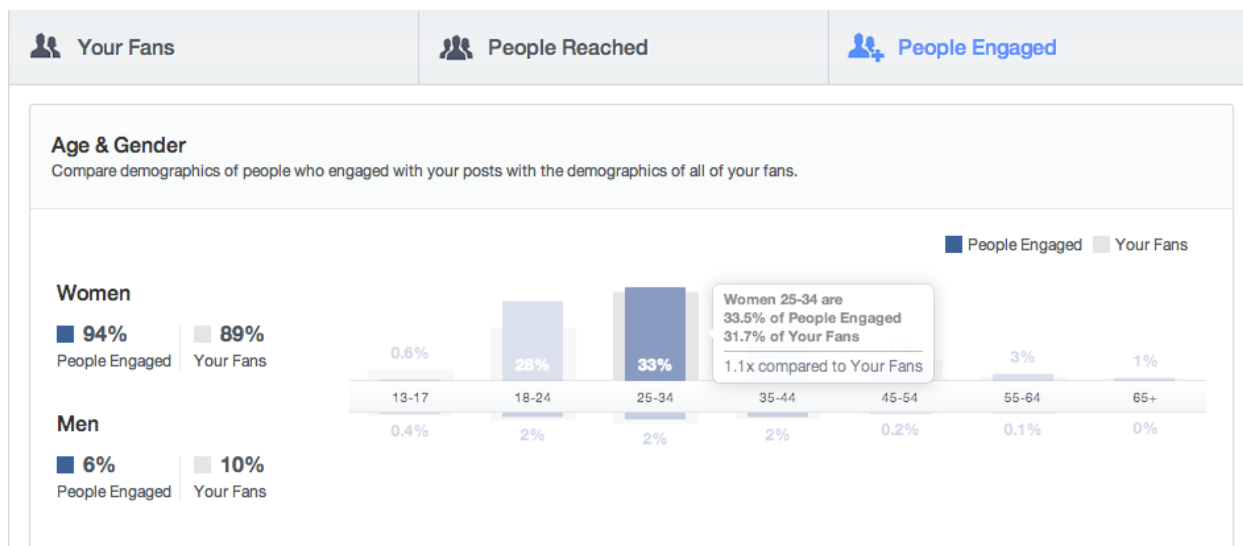 Your Fans
People Reached
People Engaged
Age & Gender
Compare demographics of people who engaged with your posts with the demographics of all of your fans.
People Engaged Your Fans
Women
94% 89%
People Engaged Your Fans
0.6% 28% 33% 3% 1%
Women 25-34 are
33.5% of People Engaged
31.7% of Your Fans
1.1x compared to Your Fans
13-17 18-24 25-34 35-44 45-54 55-64 65+
Men
0.4% 2% 2% 2% 0.2% 0.1% 0%
6% 10%
People Engaged Your Fans